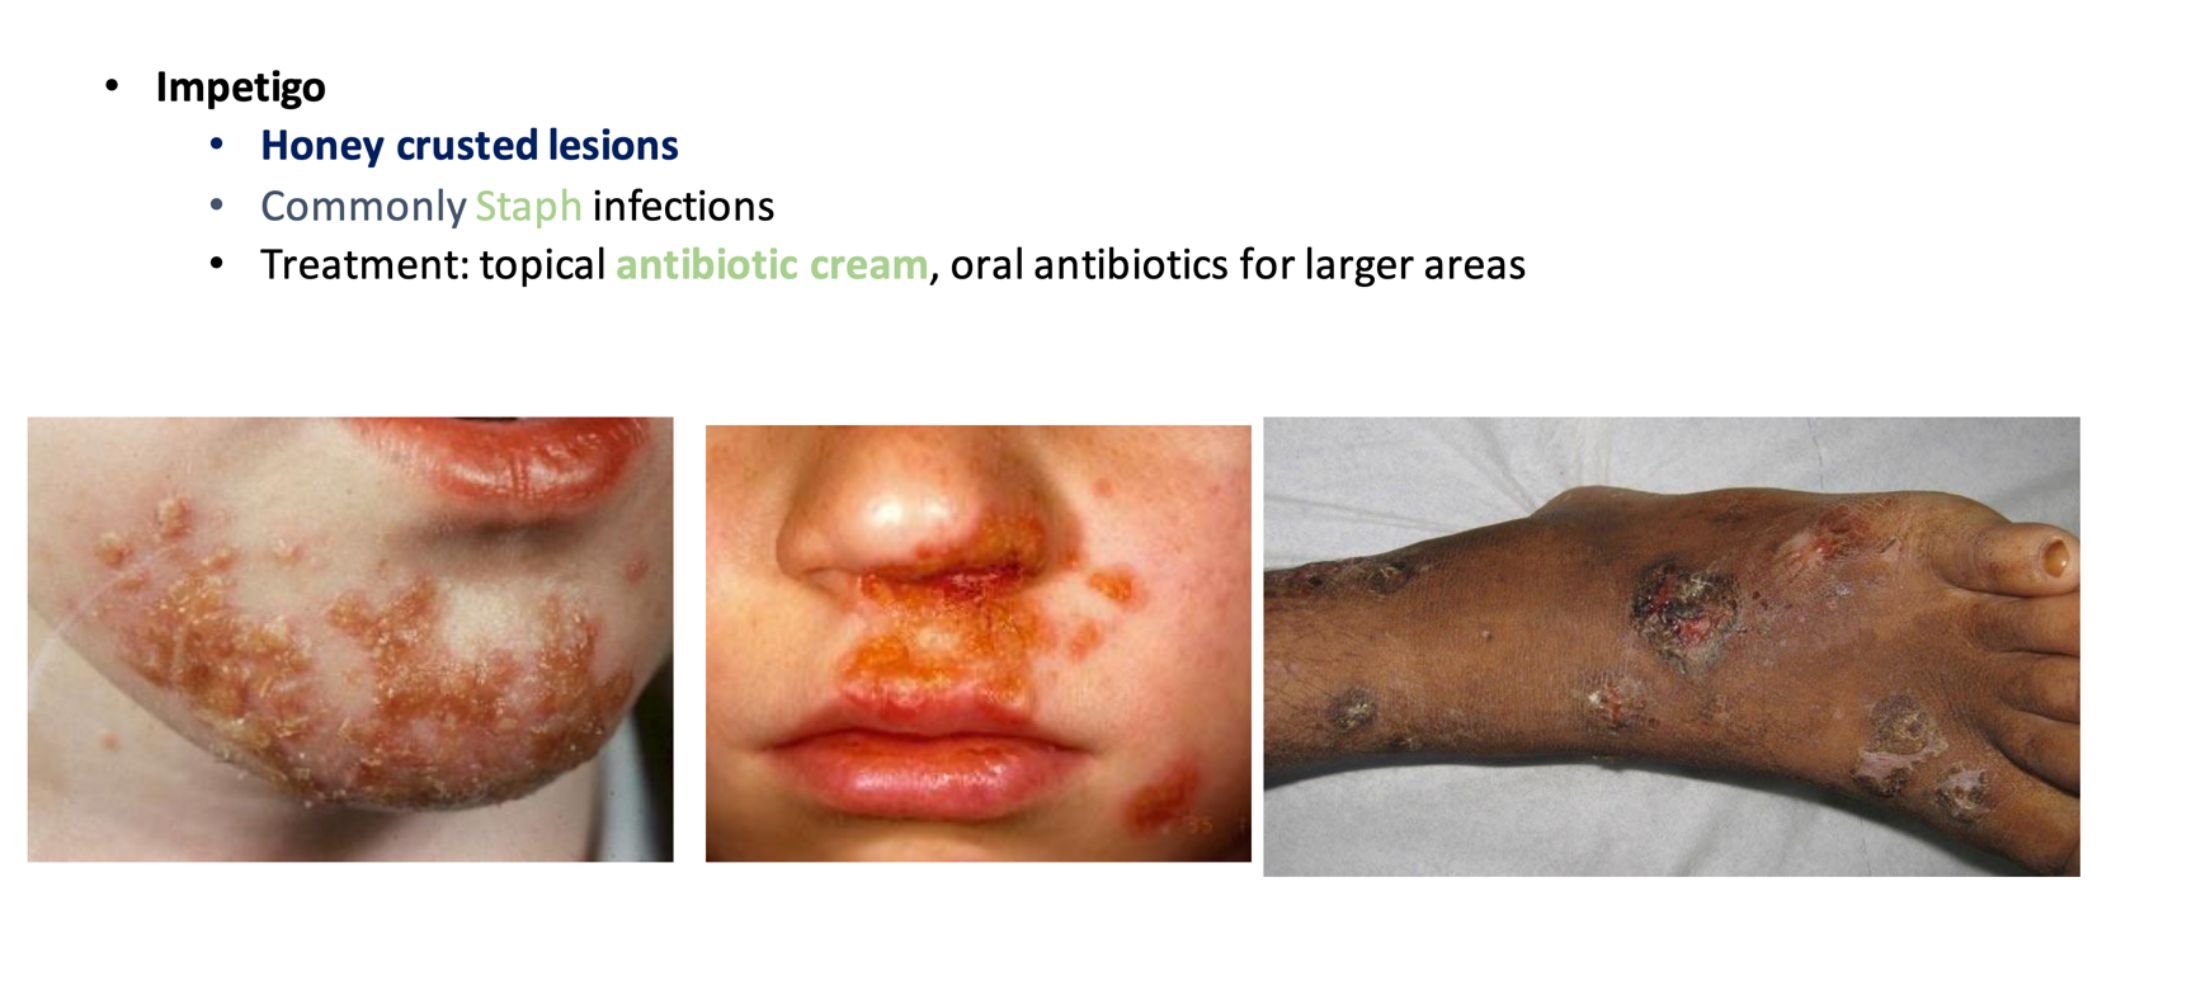 • Impetigo
• Honey crusted lesions
• Commonly Staph infections
• Treatment: topical antibiotic cream, oral antibiotics for larger areas